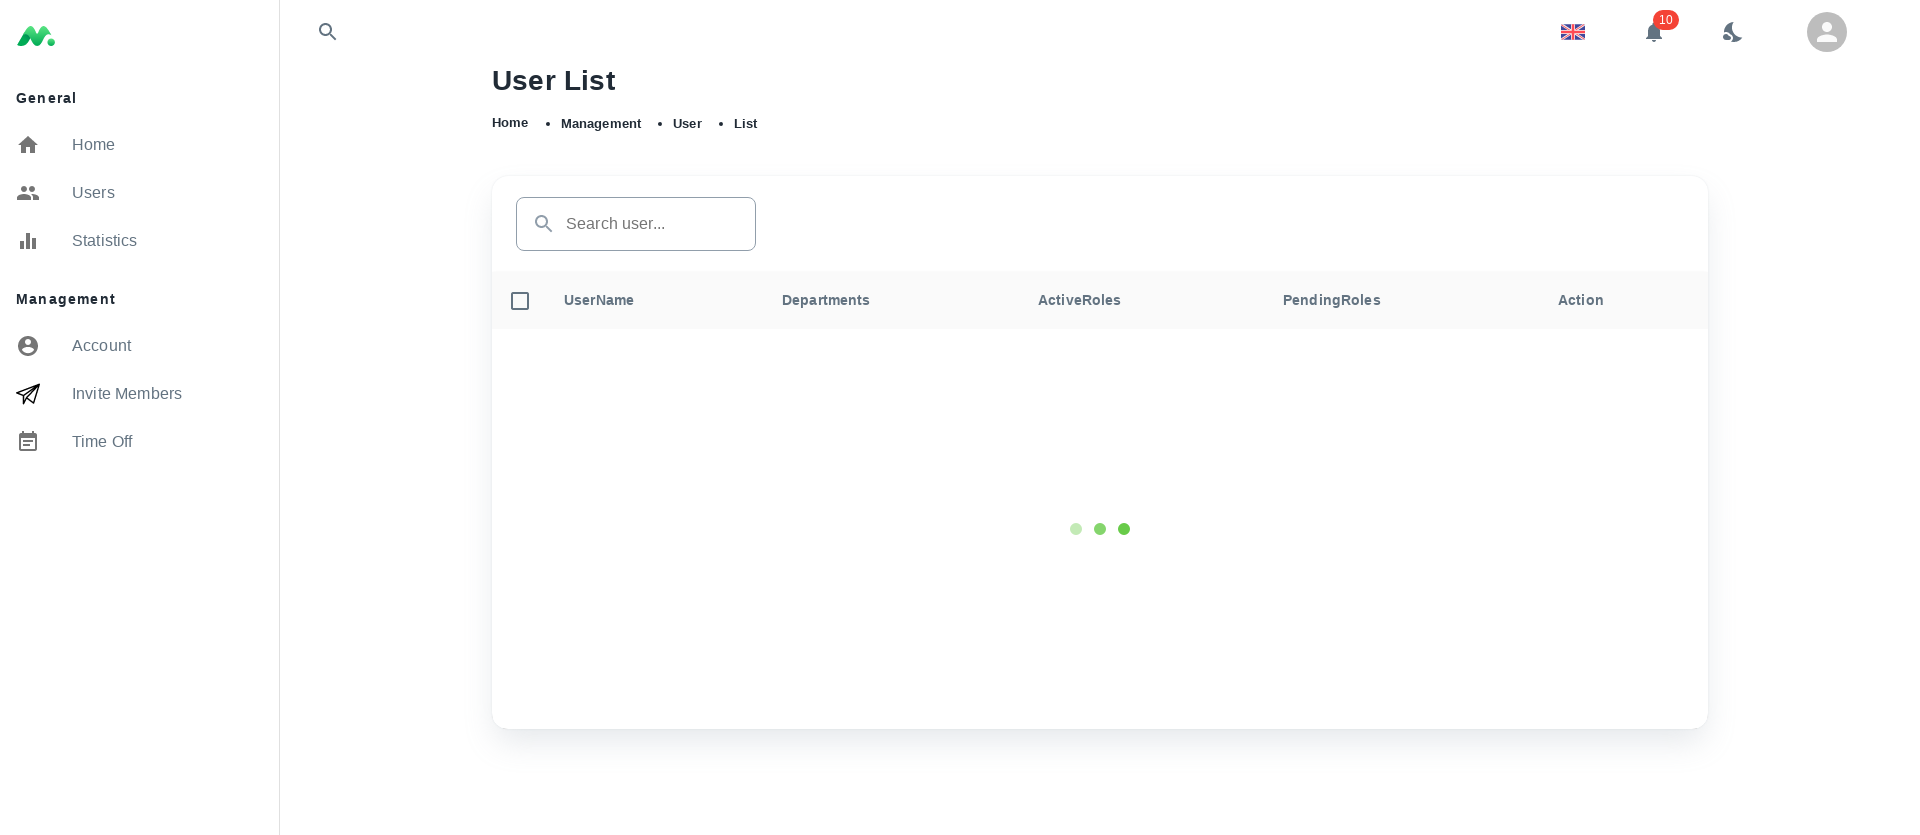 10
User List
Home • Management • User • List
General
Home
Users
Statistics
Management
Account
Invite Members
Time Off
Search user...
UserName Departments ActiveRoles PendingRoles Action